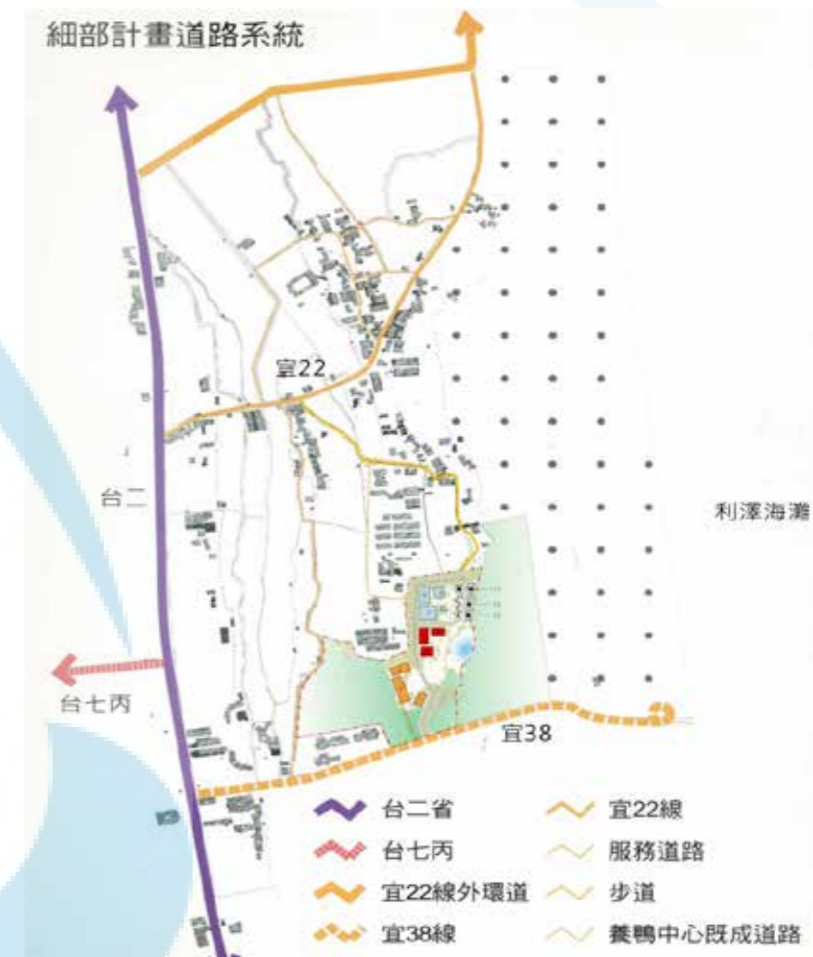 細部計畫道路系統
宜22
台二
利澤海灘
台七丙
宜38
台二省
台七丙
宜22線外環道
宜38線
宜22線
服務道路
步道
養鴨中心既成道路